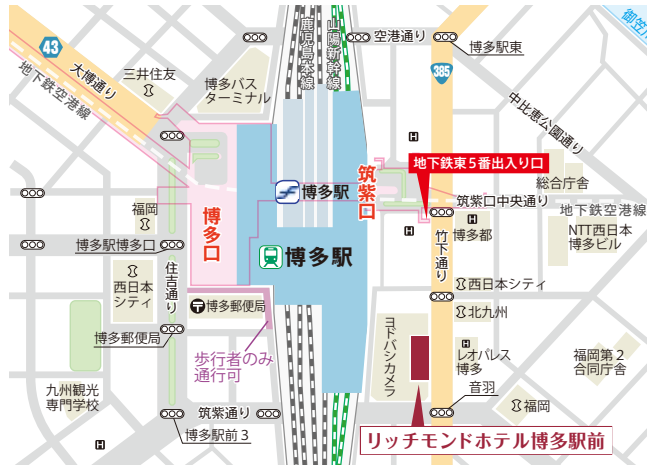 43
大博通り
地下鉄空港線
三井住友
博多バス
ターミナル
鹿児島本線
山陽新幹線
空港通り
博多駅東
御笠川
385
中比恵公園通り
H
地下鉄東5番出入り口
総合庁舎
筑紫口中央通り
地下鉄空港線
筑紫口
博多駅
博多口
福岡
博多駅博多口
住吉通り
H
H
博多都
竹下通り
NTT西日本
博多ビル
博多駅
西日本
シティ
西日本シティ
〒
博多郵便局
北九州
博多郵便局
歩行者のみ
通行可
ヨドバシカメラ
H
レオパレス
博多
福岡第2
合同庁舎
音羽
九州観光
専門学校
筑紫通り
福岡
博多駅前3
リッチモンドホテル博多駅前
H